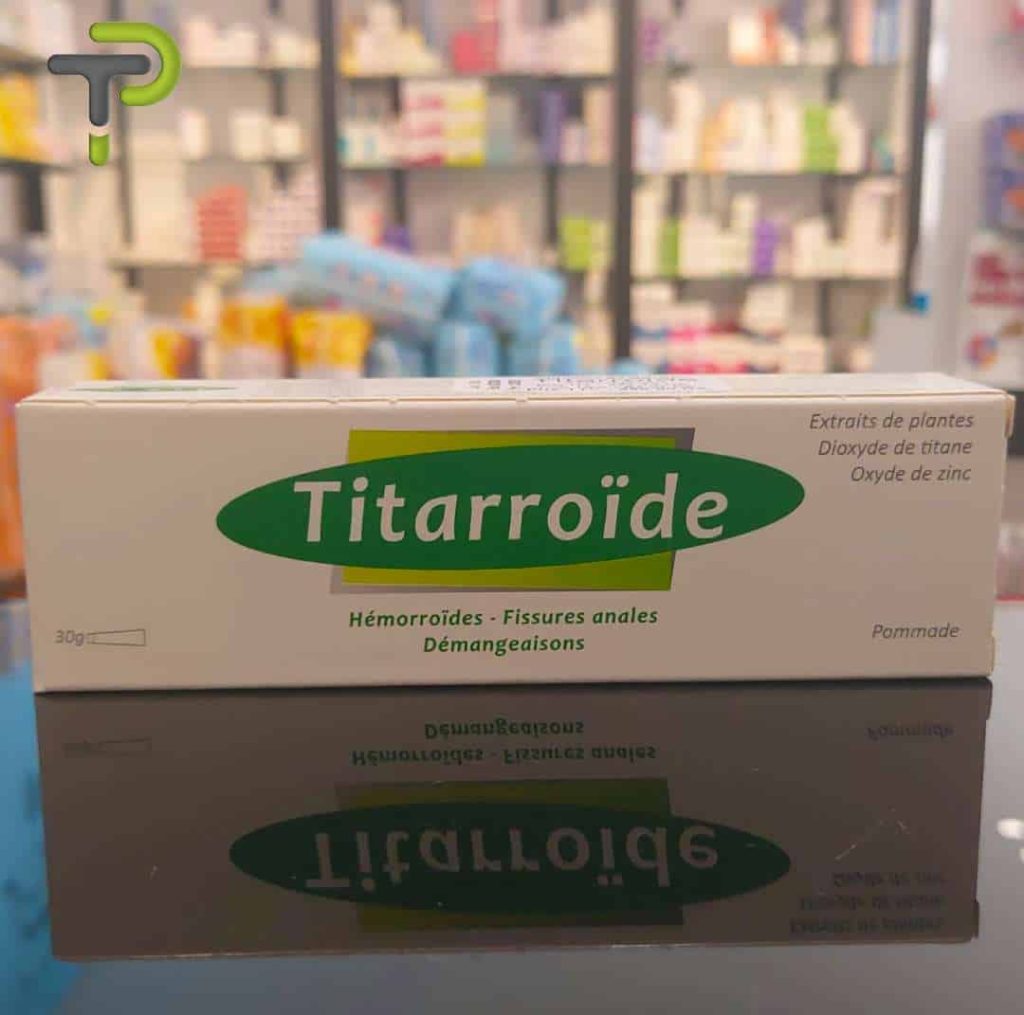 Extraits de plantes
Dioxyde de titane
Oxyde de zinc
Titarroïde
Hémorroïdes - Fissures anales
Démangeaisons
30g
Pommade